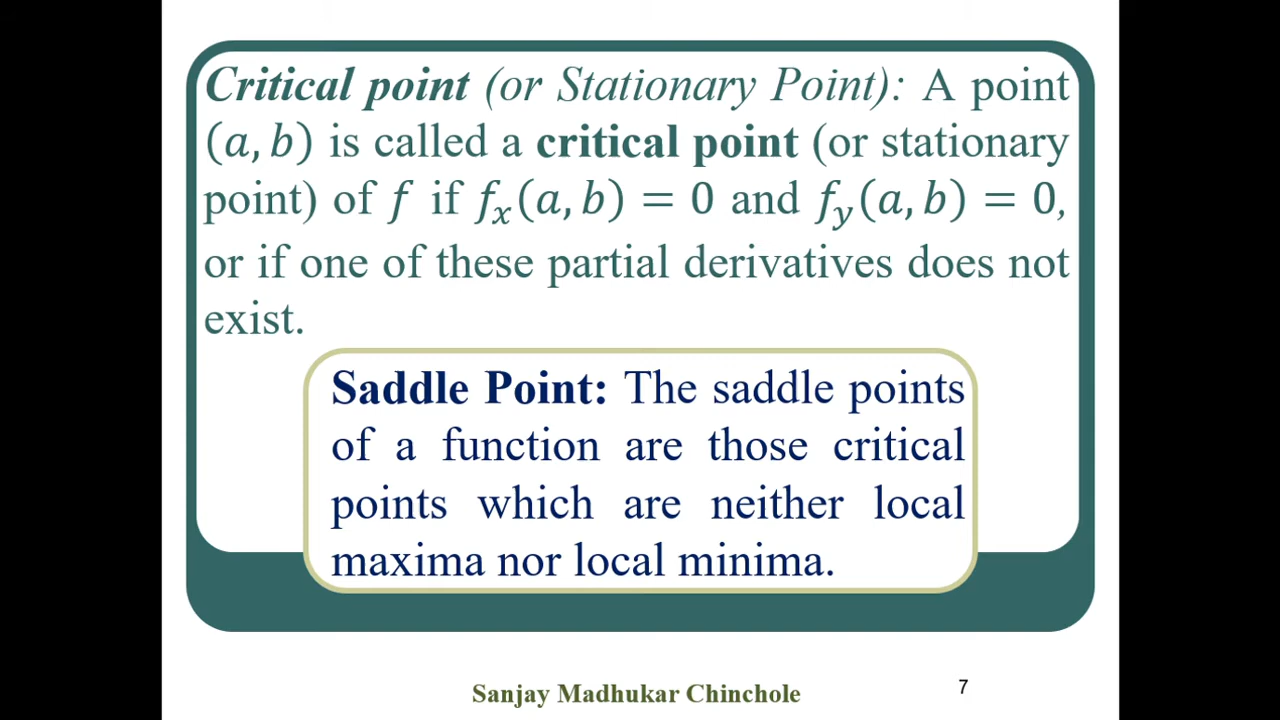 Critical point (or Stationary Point): A point
(a, b) is called a critical point (or stationary
point) of f if fₓ(a, b) = 0 and f_y(a, b) = 0,
or if one of these partial derivatives does not
exist.
Saddle Point: The saddle points
of a function are those critical
points which are neither local
maxima nor local minima.
Sanjay Madhukar Chinchole
7